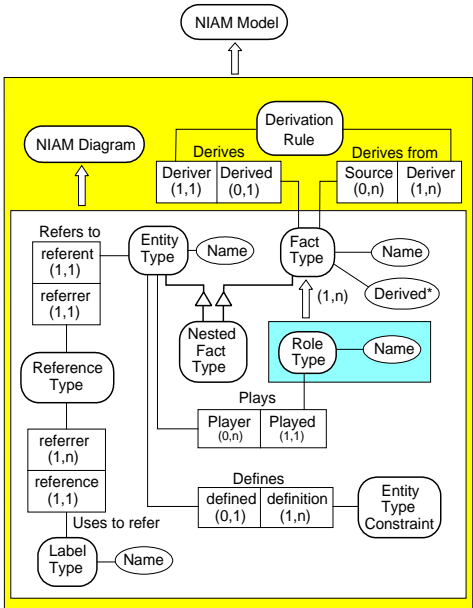 NIAM Model
Derivation
Rule
NIAM Diagram
Derives
Derives from
Deriver
(1,1)
Derived
(0,1)
Source
(0,n)
Deriver
(1,n)
Refers to
referent
(1,1)
referrer
(1,1)
Entity
Type
Name
Fact
Type
Name
Derived*
(1,n)
Nested
Fact
Type
Role
Type
Name
Reference
Type
Plays
Player
(0,n)
Played
(1,1)
referrer
(1,n)
reference
(1,1)
Uses to refer
Defines
defined
(0,1)
definition
(1,n)
Entity
Type
Constraint
Label
Type
Name